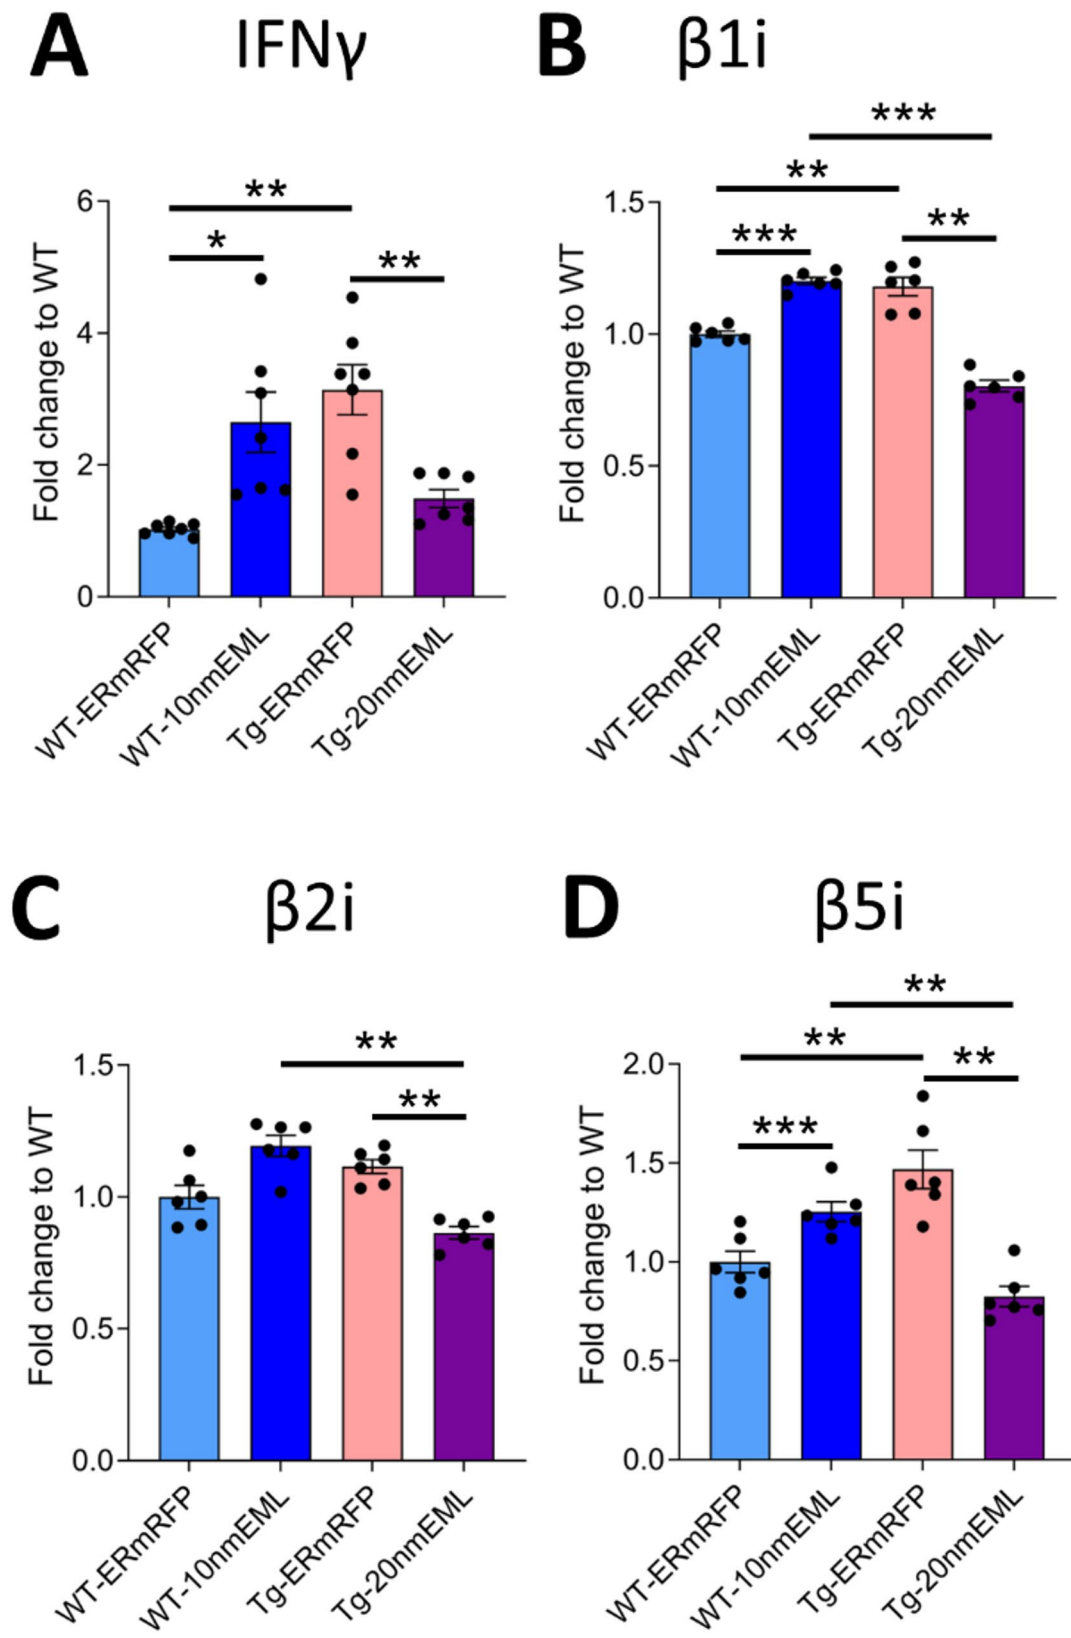 A IFNγ
**
*
**
Fold change to WT
6
4
2
0
WT-ERmRFP
WT-10nmEML
Tg-ERmRFP
Tg-20nmEML
B β1i
***
**
***
**
Fold change to WT
1.5
1.0
0.5
0.0
WT-ERmRFP
WT-10nmEML
Tg-ERmRFP
Tg-20nmEML
C β2i
**
**
Fold change to WT
1.5
1.0
0.5
0.0
WT-ERmRFP
WT-10nmEML
Tg-ERmRFP
Tg-20nmEML
D β5i
**
**
**
***
Fold change to WT
2.0
1.5
1.0
0.5
0.0
WT-ERmRFP
WT-10nmEML
Tg-ERmRFP
Tg-20nmEML